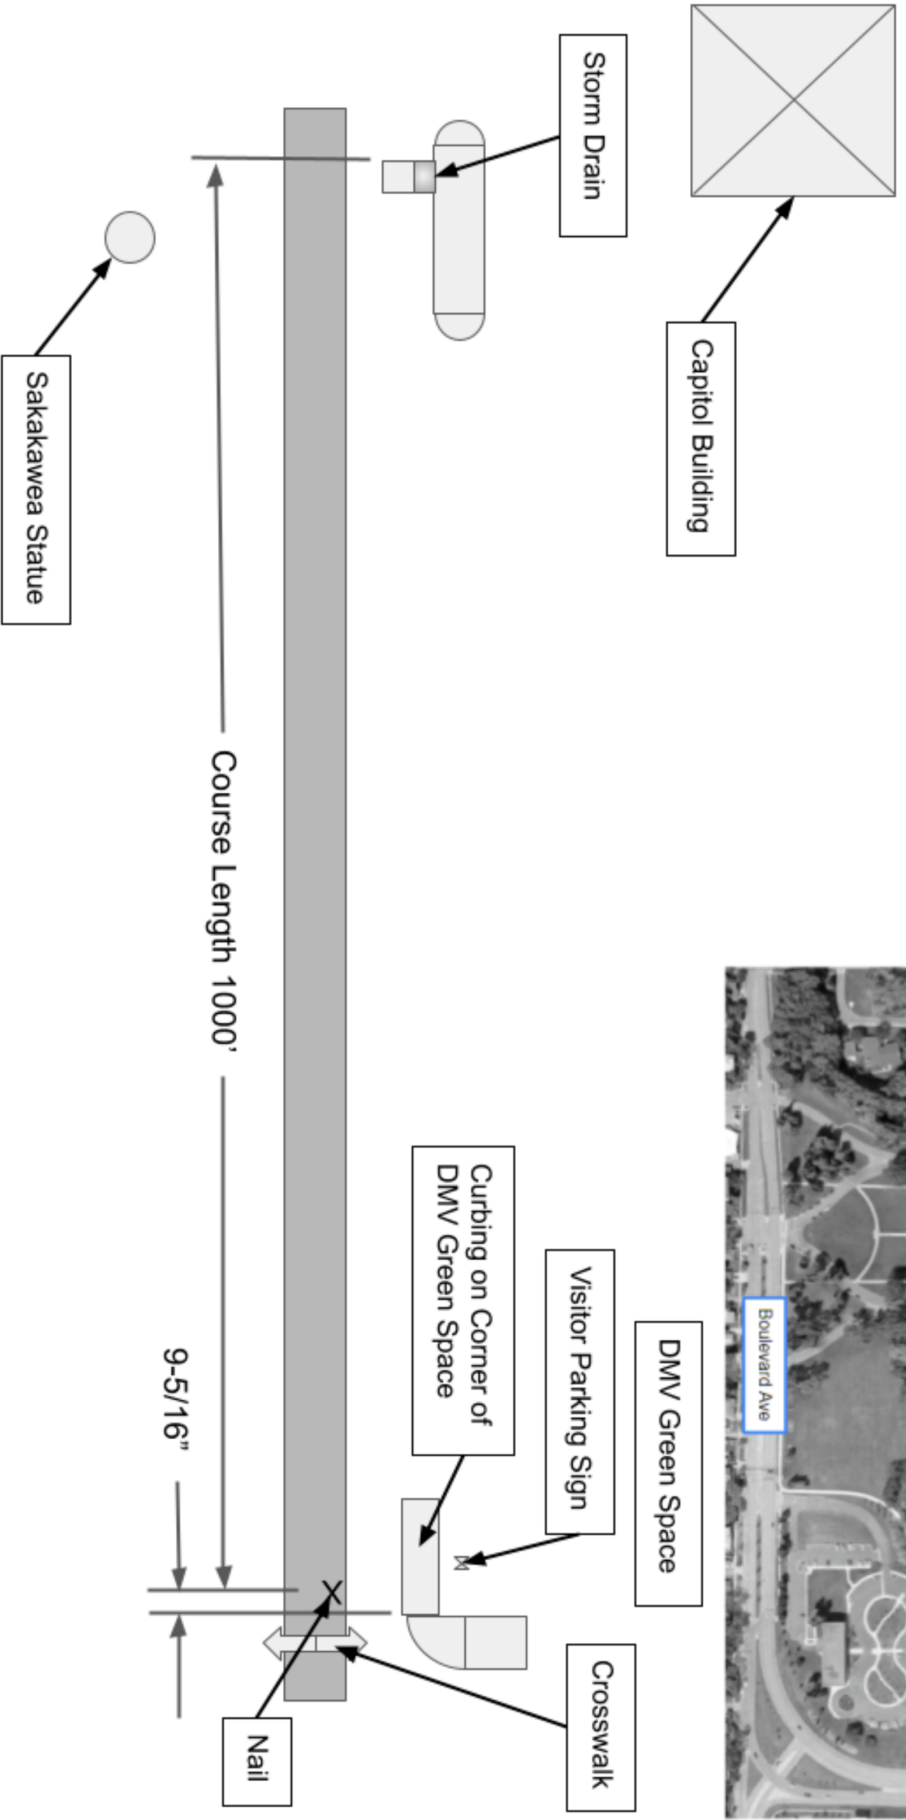 Capitol Building
Storm Drain
Sakakawea Statue
Course Length 1000’
Boulevard Ave
DMV Green Space
Visitor Parking Sign
Curbing on Corner of
DMV Green Space
9-5/16”
X
Crosswalk
Nail